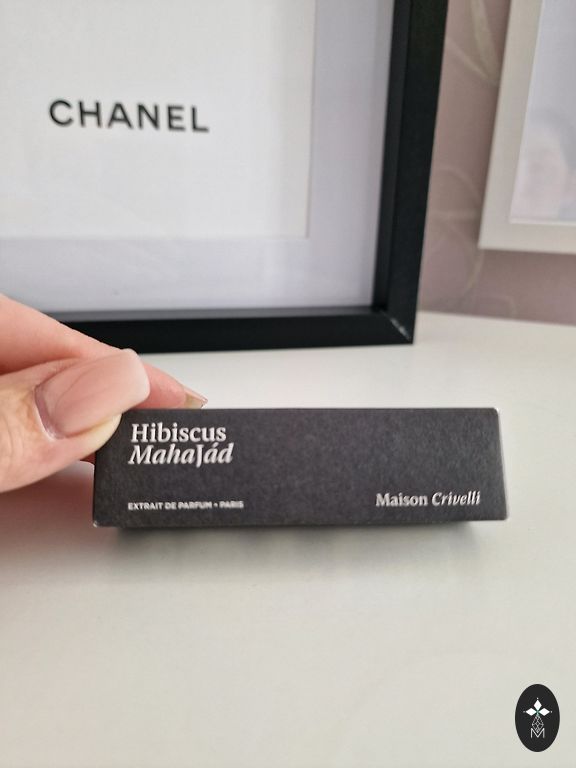 CHANEL
Hibiscus
MahaJád
EXTRAIT DE PARFUM • PARIS
Maison Crivelli
M